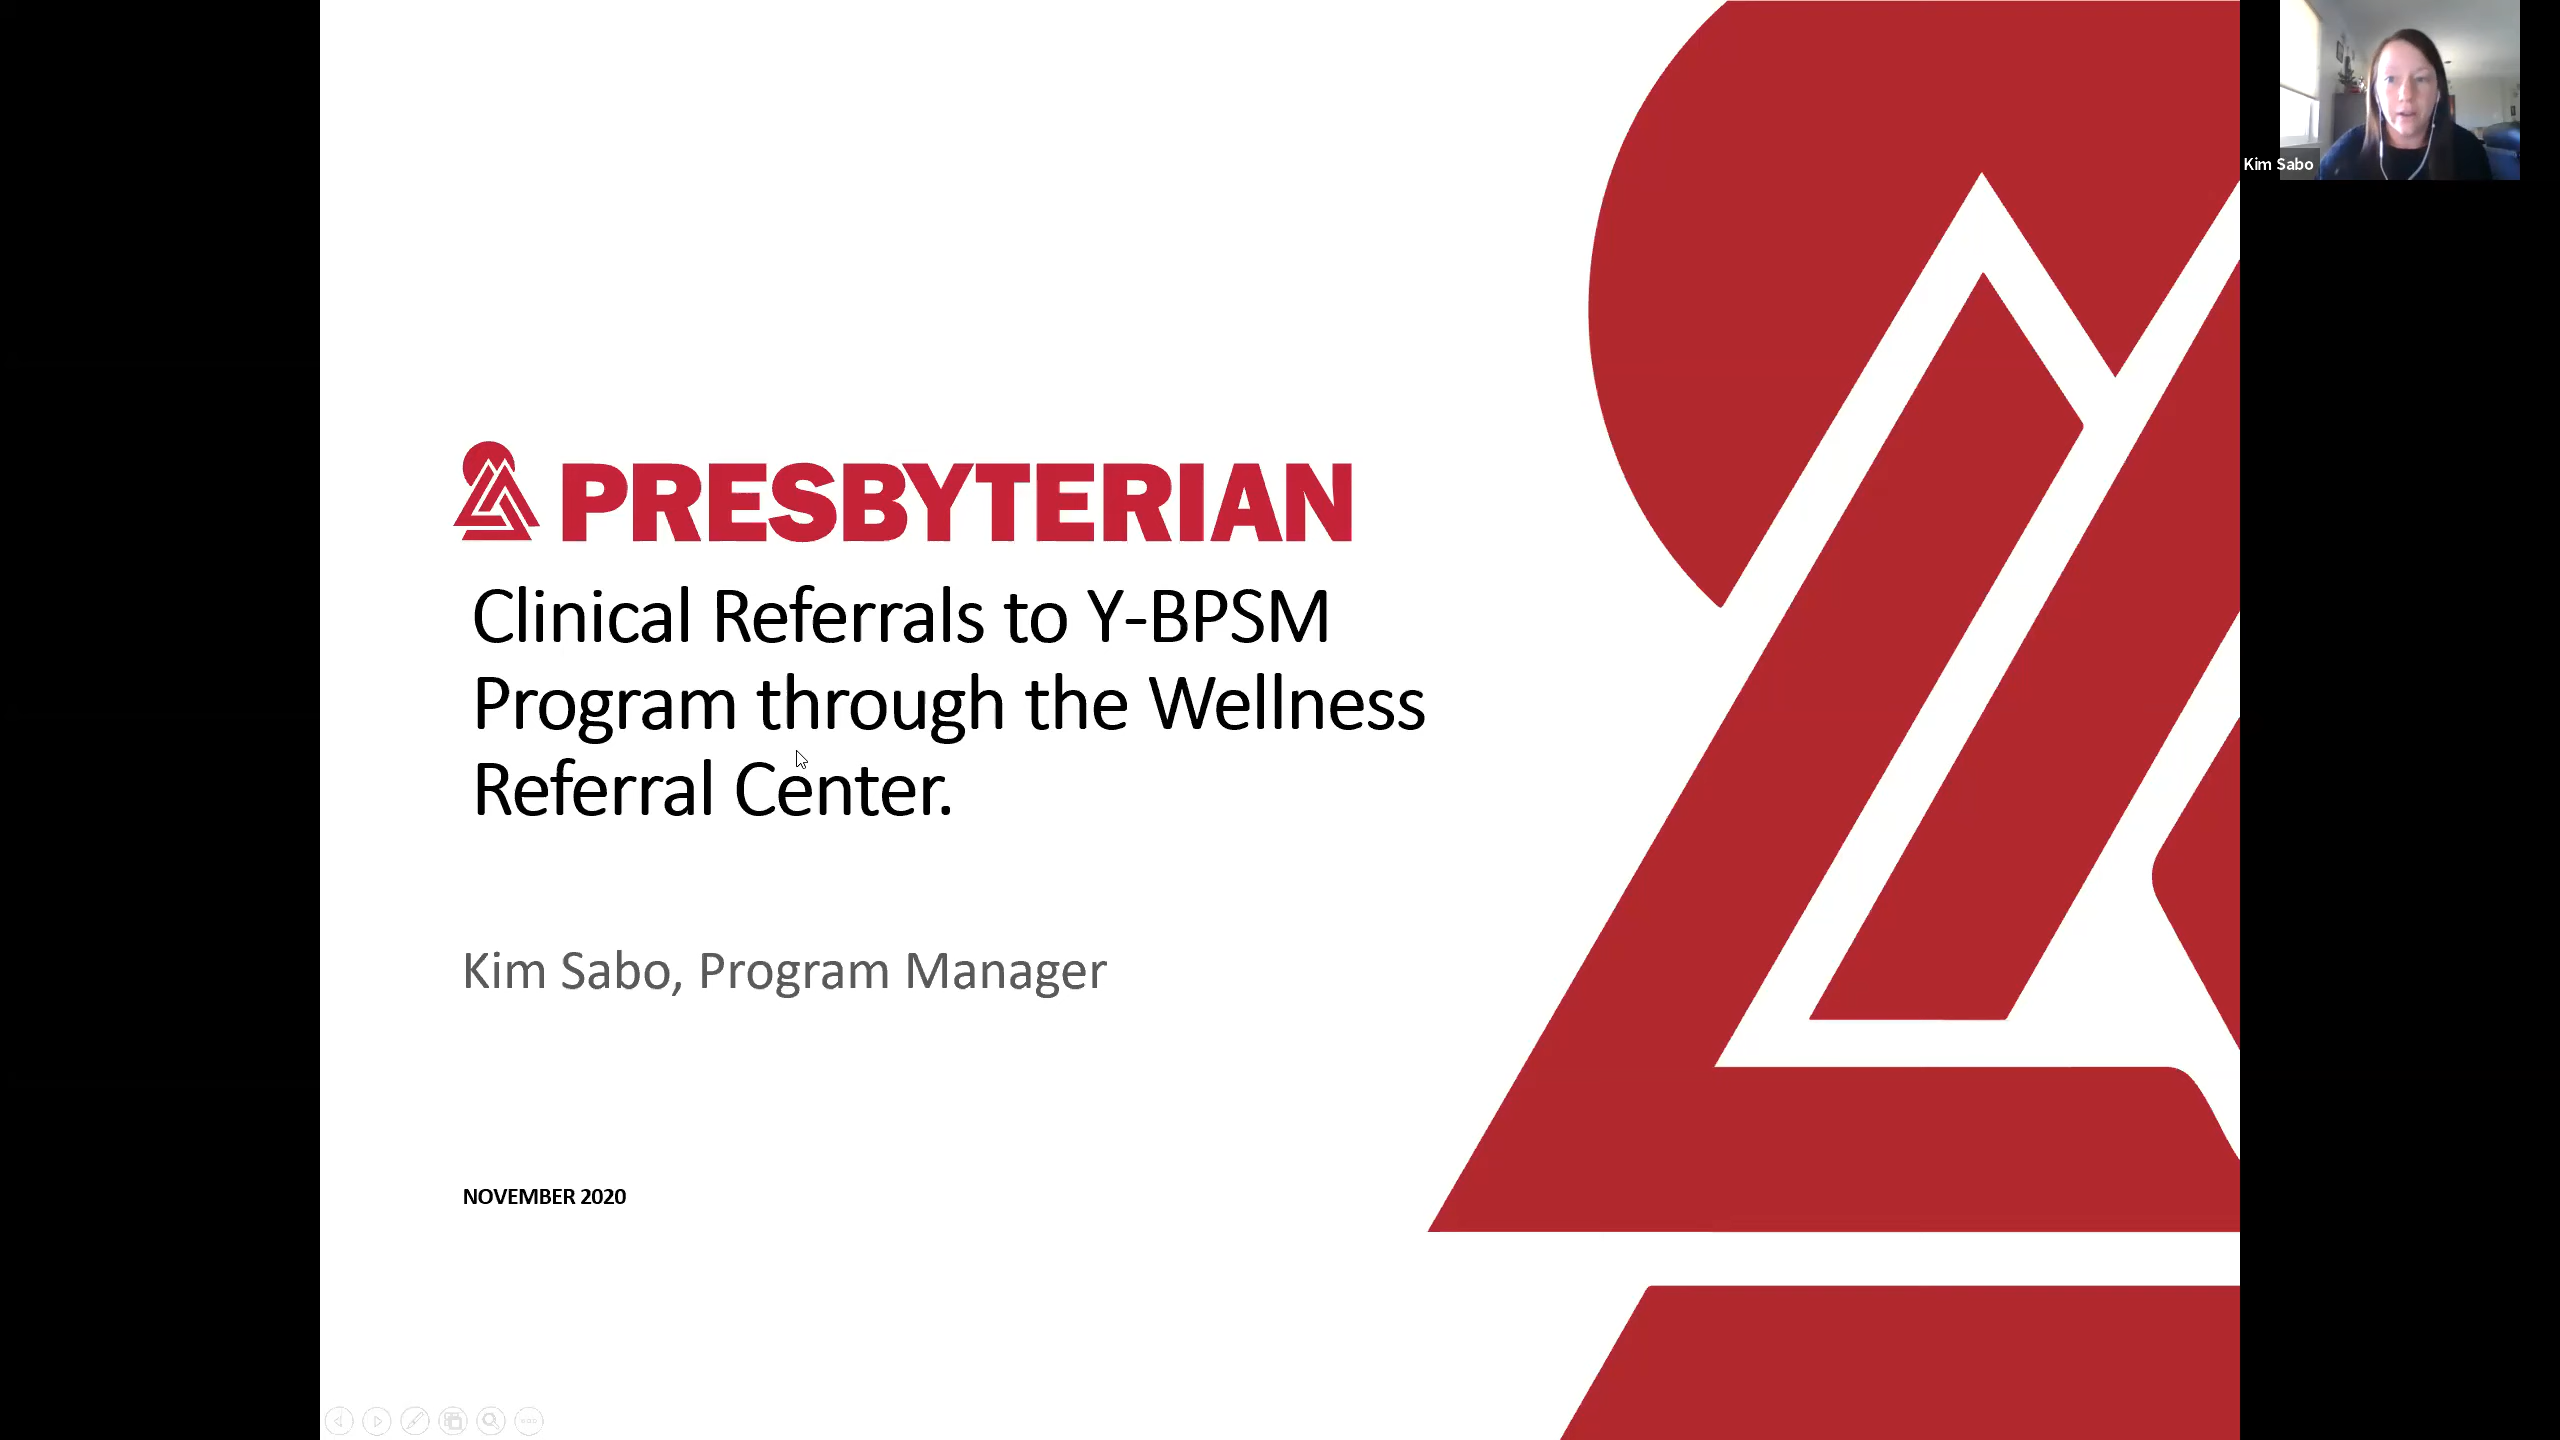 Kim Sabo
PRESBYTERIAN
Clinical Referrals to Y-BPSM
Program through the Wellness
Referral Center.
Kim Sabo, Program Manager
NOVEMBER 2020